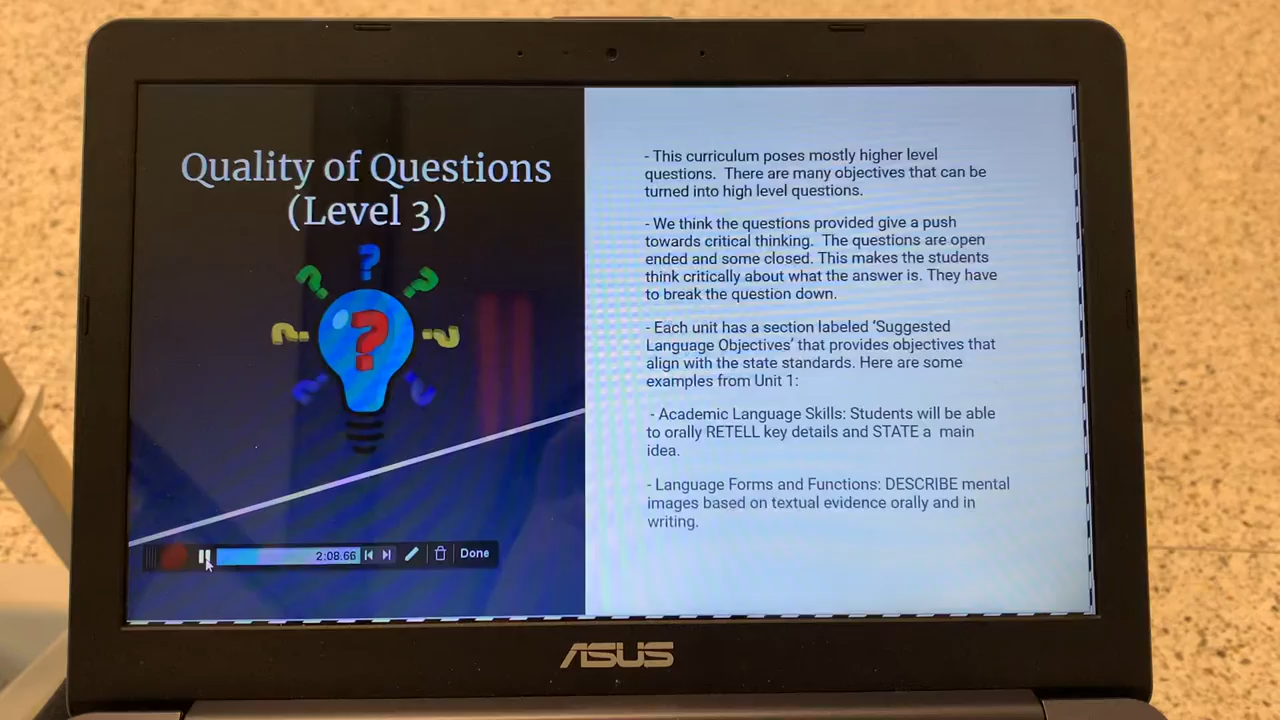 Quality of Questions
(Level 3)
? ? ? ? ? ? ? ?
- This curriculum poses mostly higher level
questions. There are many objectives that can be
turned into high level questions.
- We think the questions provided give a push
towards critical thinking. The questions are open
ended and some closed. This makes the students
think critically about what the answer is. They have
to break the question down.
- Each unit has a section labeled 'Suggested
Language Objectives' that provides objectives that
align with the state standards. Here are some
examples from Unit 1:
- Academic Language Skills: Students will be able
to orally RETELL key details and STATE a main
idea.
- Language Forms and Functions: DESCRIBE mental
images based on textual evidence orally and in
writing.
2:08.66 Done
ASUS